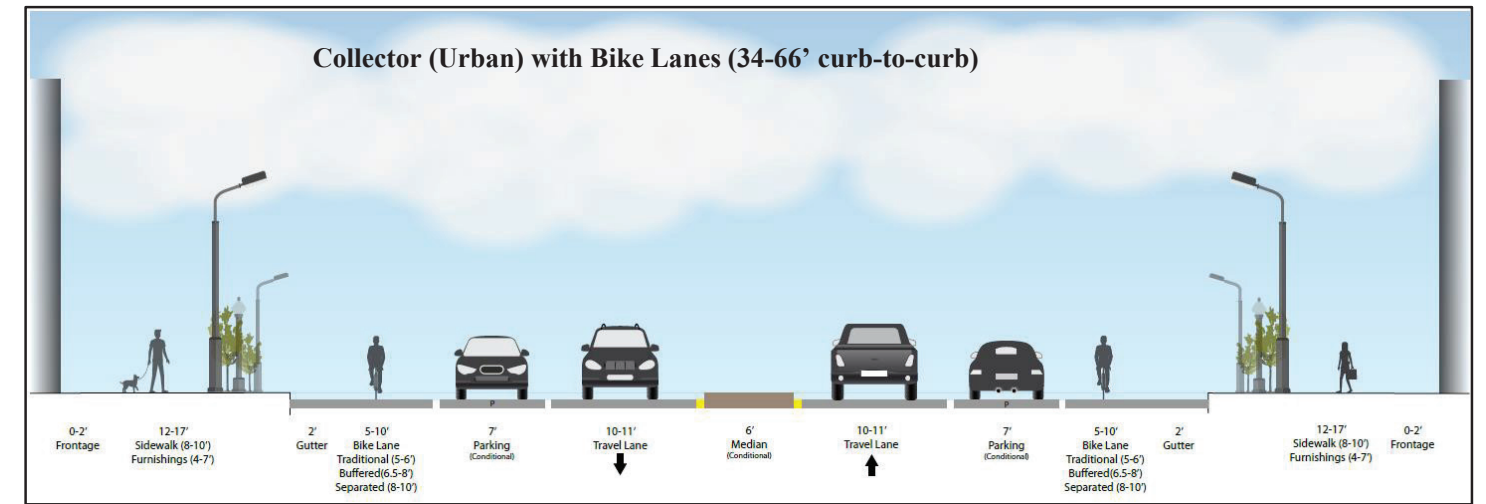 Collector (Urban) with Bike Lanes (34-66' curb-to-curb)
P
P
0-2'
Frontage
12-17'
Sidewalk (8-10')
Furnishings (4-7')
2'
Gutter
5-10'
Bike Lane
Traditional (5-6')
Buffered(6.5-8')
Separated (8-10')
7'
Parking
(Conditional)
10-11'
Travel Lane
6'
Median
(Conditional)
10-11'
Travel Lane
7'
Parking
(Conditional)
5-10'
Bike Lane
Traditional (5-6')
Buffered(6.5-8')
Separated (8-10')
2'
Gutter
12-17'
Sidewalk (8-10')
Furnishings (4-7')
0-2'
Frontage